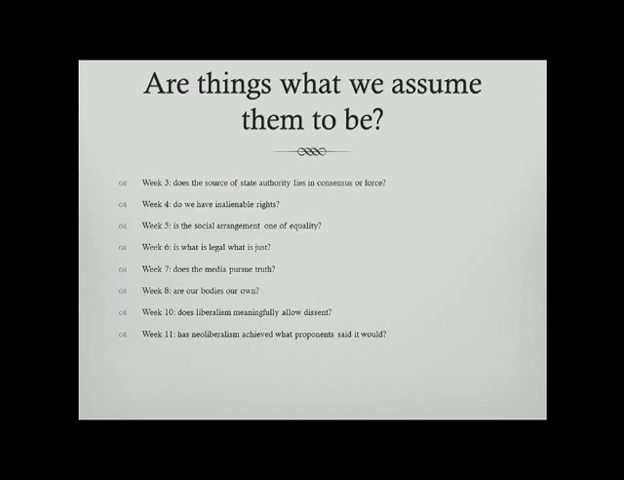 Are things what we assume
them to be?
Week 3: does the source of state authority lies in consensus or force?
Week 4: do we have inalienable rights?
Week 5: is the social arrangement one of equality?
Week 6: is what is legal what is just?
Week 7: does the media pursue truth?
Week 8: are our bodies our own?
Week 10: does liberalism meaningfully allow dissent?
Week 11: has neoliberalism achieved what proponents said it would?